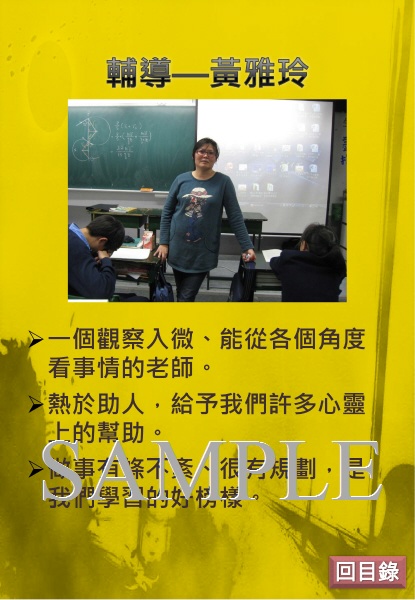 輔導—黃雅玲
一個觀察入微、能從各個角度
看事情的老師。
熱於助人，給予我們許多心靈
上的幫助。
做事有條不紊、很有規劃，是
我們學習的好榜樣。
SAMPLE
回目錄